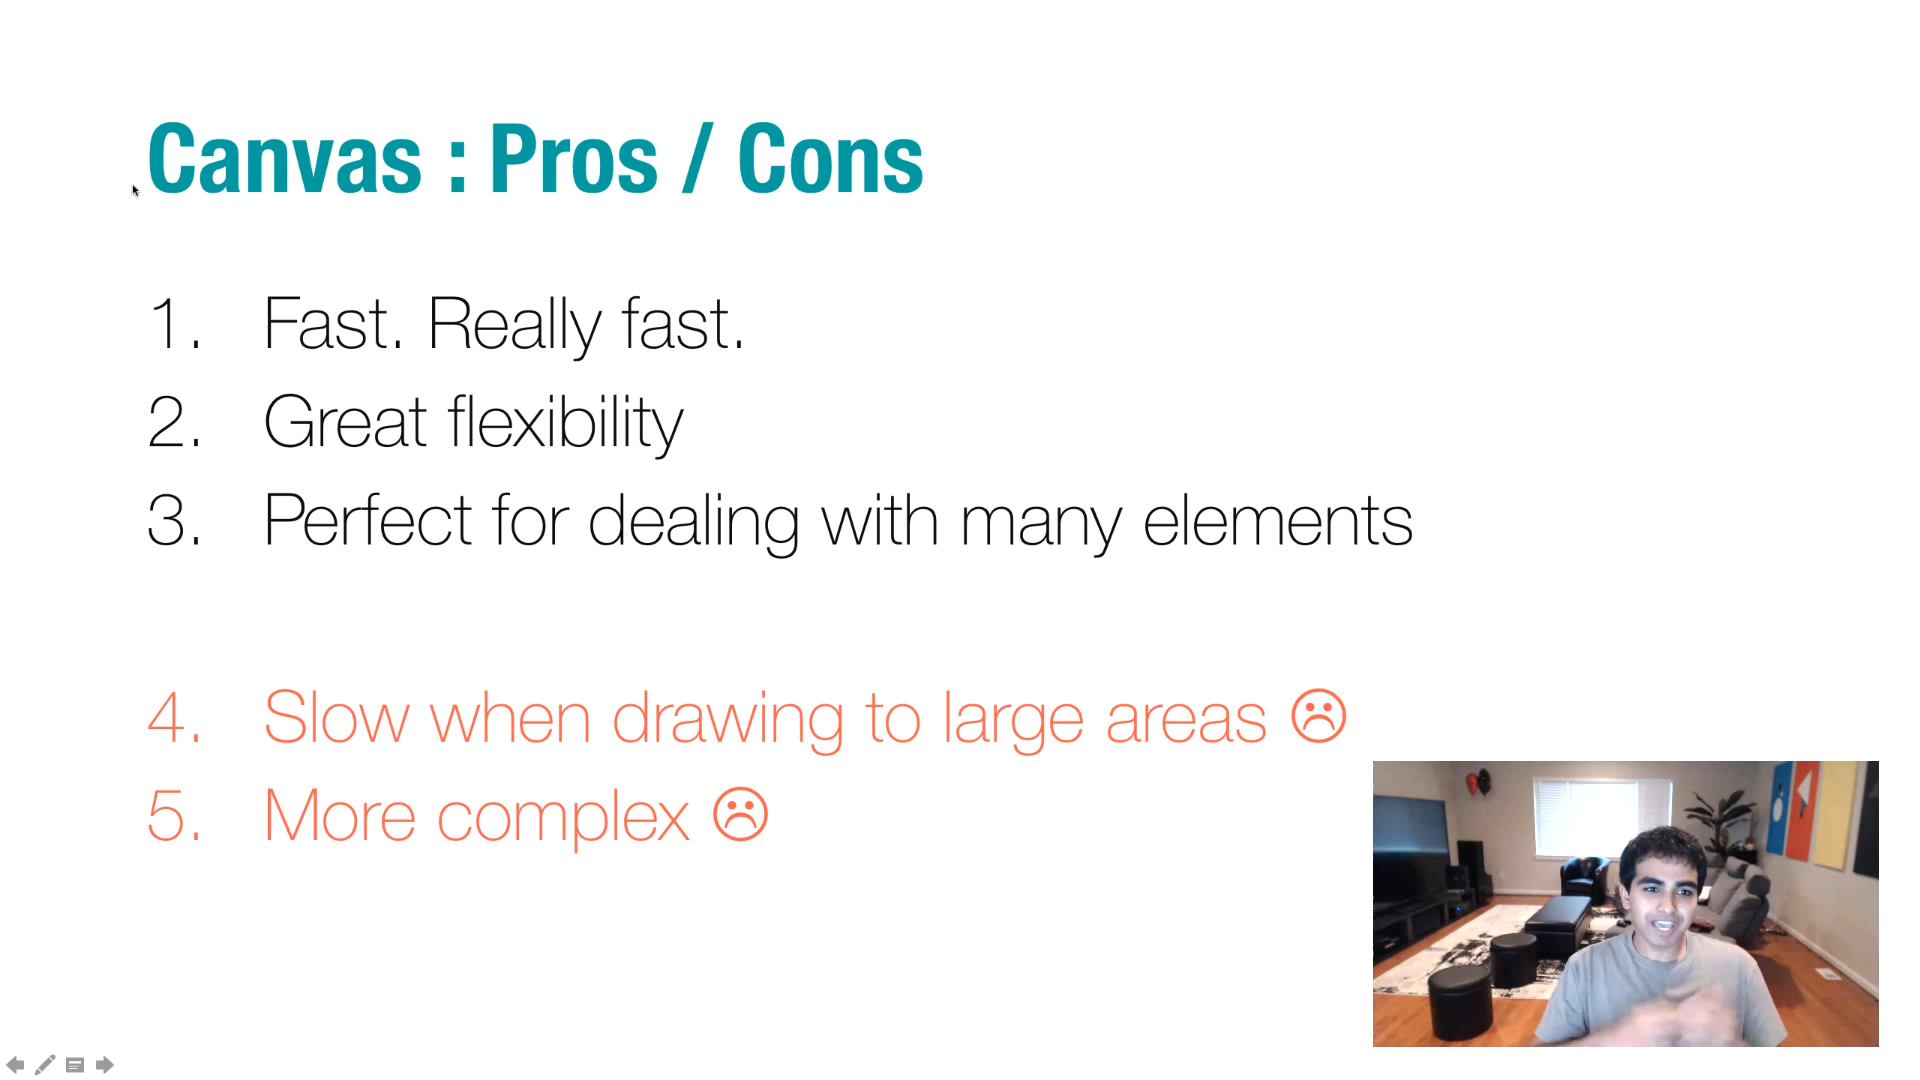 Canvas : Pros / Cons
1. Fast. Really fast.
2. Great flexibility
3. Perfect for dealing with many elements
4. Slow when drawing to large areas ☹
5. More complex ☹